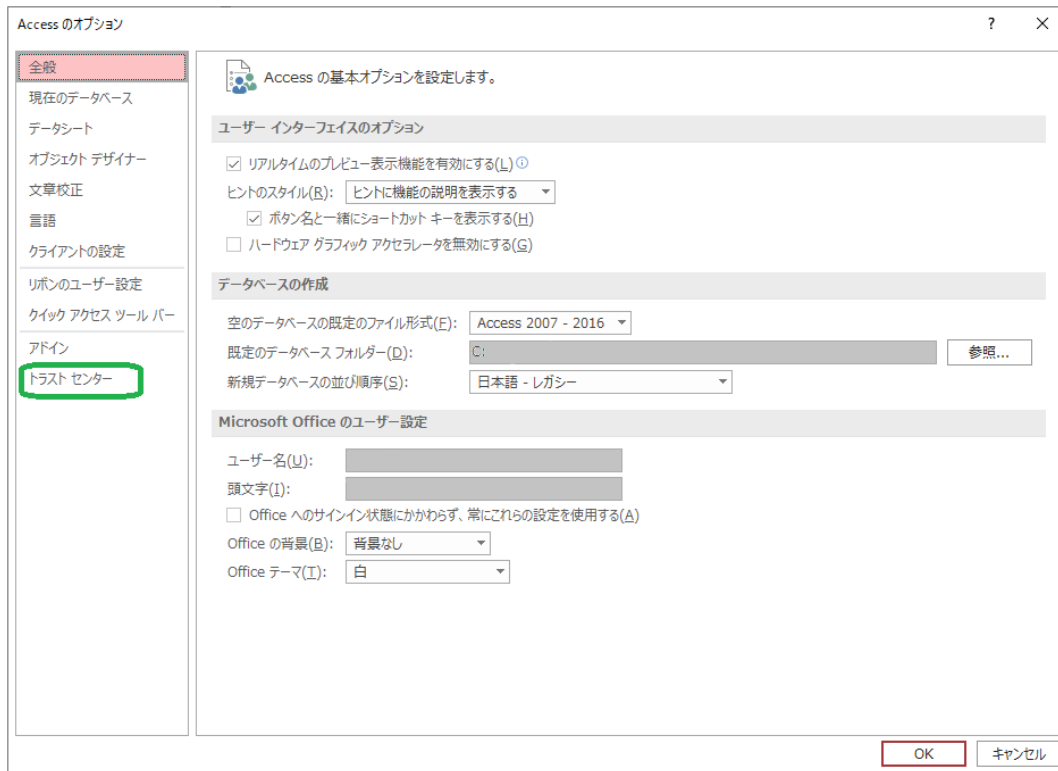 Access のオプション
?
全般
現在のデータベース
データシート
オブジェクト デザイナー
文章校正
言語
クライアントの設定
リボンのユーザー設定
クイック アクセス ツール バー
アドイン
トラスト センター
Access の基本オプションを設定します。
ユーザー インターフェイスのオプション
リアルタイムのプレビュー表示機能を有効にする(L)
ヒントのスタイル(R): ヒントに機能の説明を表示する
ボタン名と一緒にショートカット キーを表示する(H)
ハードウェア グラフィック アクセラレータを無効にする(G)
データベースの作成
空のデータベースの既定のファイル形式(F): Access 2007 - 2016
既定のデータベース フォルダー(D): C: 参照...
新規データベースの並び順序(S): 日本語 - レガシー
Microsoft Office のユーザー設定
ユーザー名(U):
頭文字(I):
Office へのサインイン状態にかかわらず、常にこれらの設定を使用する(A)
Office の背景(B): 背景なし
Office テーマ(T): 白
OK キャンセル